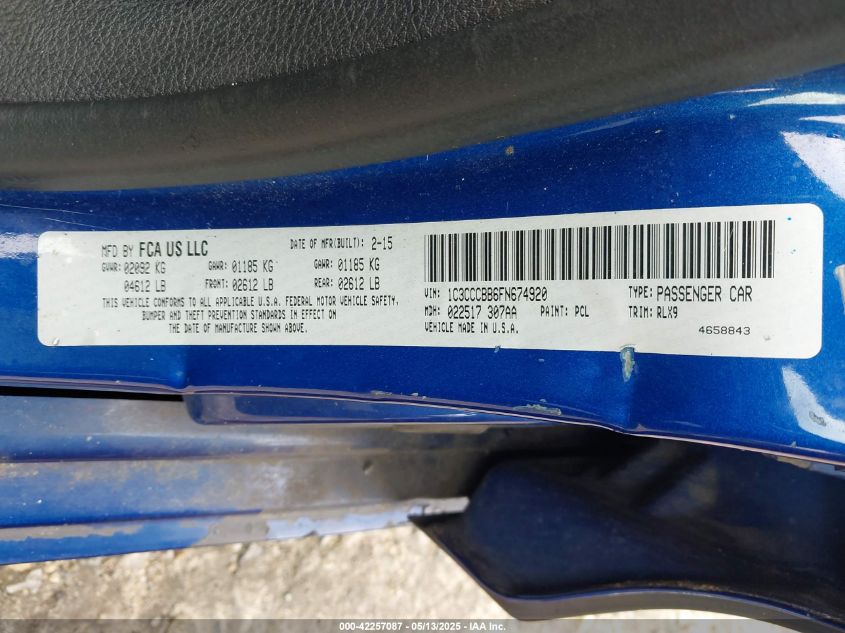 MFD BY FCA US LLC DATE OF MFR(BUILT): 2-15
GVWR: 02092 KG GAWR: 01185 KG GAWR: 01185 KG
04612 LB FRONT: 02612 LB REAR: 02612 LB
THIS VEHICLE CONFORMS TO ALL APPLICABLE U.S.A. FEDERAL MOTOR VEHICLE SAFETY,
BUMPER AND THEFT PREVENTION STANDARDS IN EFFECT ON
THE DATE OF MANUFACTURE SHOWN ABOVE.
VIN: 1C3CCCBB6FN674920 TYPE: PASSENGER CAR
MDH: 022517 307AA PAINT: PCL TRIM: RLX9
VEHICLE MADE IN U.S.A. 4658843
000-42257087 - 05/13/2025 - IAA Inc.